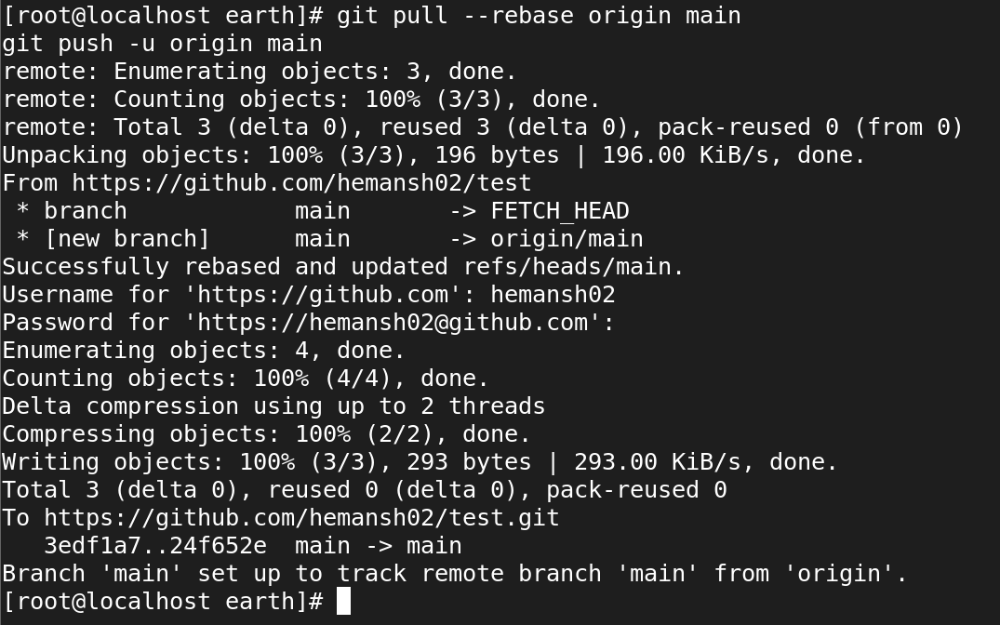 [root@localhost earth]# git pull --rebase origin main
git push -u origin main
remote: Enumerating objects: 3, done.
remote: Counting objects: 100% (3/3), done.
remote: Total 3 (delta 0), reused 3 (delta 0), pack-reused 0 (from 0)
Unpacking objects: 100% (3/3), 196 bytes | 196.00 KiB/s, done.
From https://github.com/hemansh02/test
 * branch            main       -> FETCH_HEAD
 * [new branch]      main       -> origin/main
Successfully rebased and updated refs/heads/main.
Username for 'https://github.com': hemansh02
Password for 'https://hemansh02@github.com':
Enumerating objects: 4, done.
Counting objects: 100% (4/4), done.
Delta compression using up to 2 threads
Compressing objects: 100% (2/2), done.
Writing objects: 100% (3/3), 293 bytes | 293.00 KiB/s, done.
Total 3 (delta 0), reused 0 (delta 0), pack-reused 0
To https://github.com/hemansh02/test.git
   3edf1a7..24f652e  main -> main
Branch 'main' set up to track remote branch 'main' from 'origin'.
[root@localhost earth]#